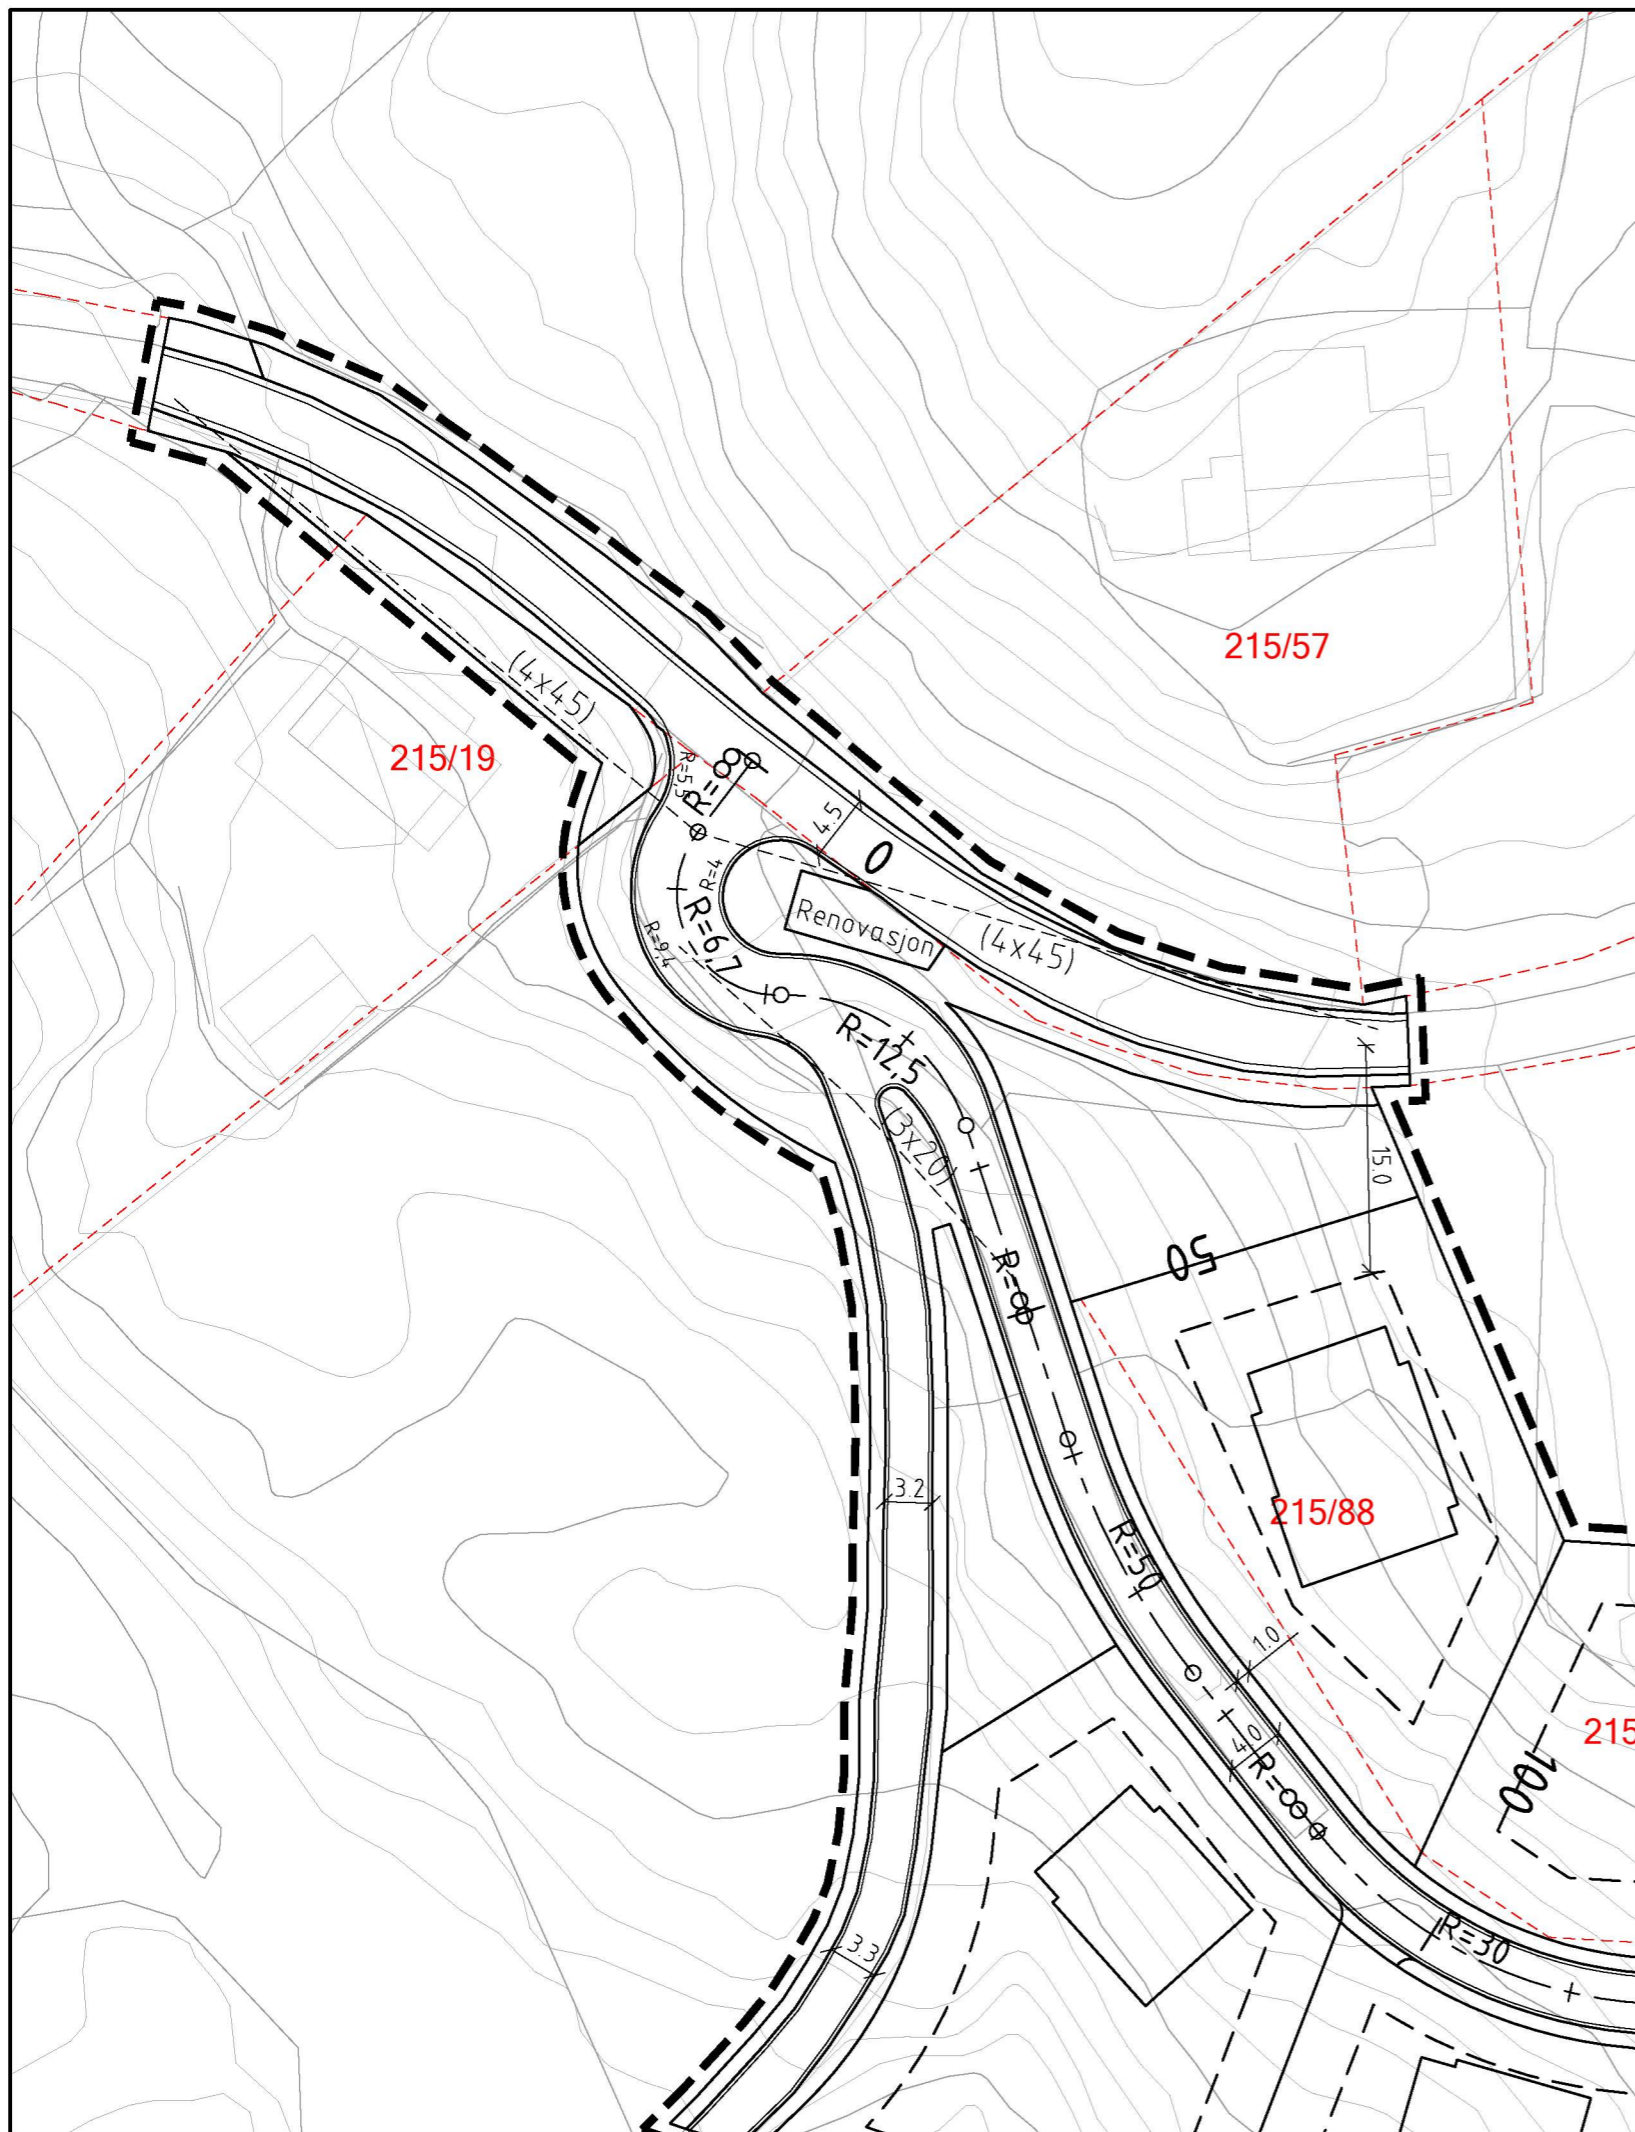 215/57
(4x45)
215/19
R=5,5
R=∞
4.5
0
R=4
Renovasjon
R=6,7
R=9,4
(4x45)
R=12,5
(3x20)
15.0
50
R=∞
3.2
215/88
R=50
1.0
4.0
215
R=∞
100
3.3
R=30